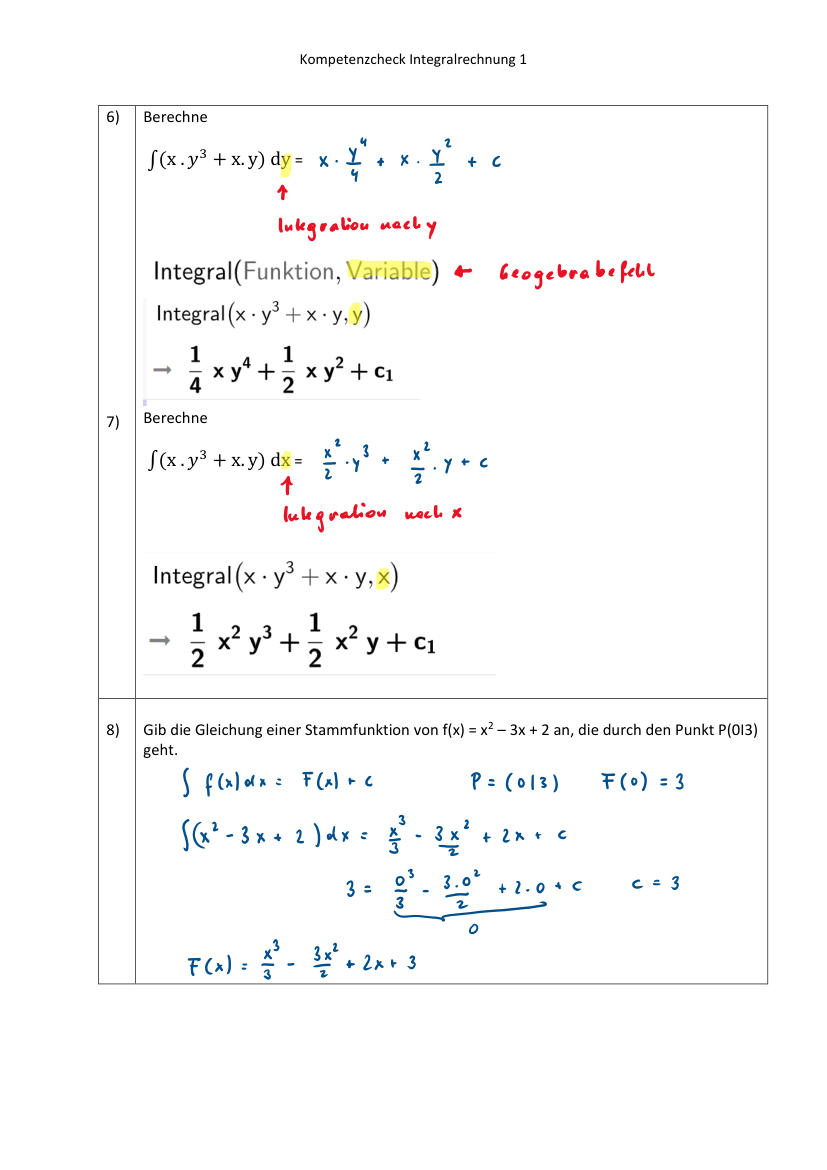 Kompetenzcheck Integralrechnung 1
6) Berechne
∫(x . y³ + x. y) dy = x · y⁴/4 + x · y²/2 + c
↑
Integration nach y
Integral(Funktion, Variable) ← Geogebrabefehl
Integral(x · y³ + x · y, y)
→ 1/4 x y⁴ + 1/2 x y² + c₁
7) Berechne
∫(x . y³ + x. y) dx = x²/2 · y³ + x²/2 · y + c
↑
Integration nach x
Integral(x · y³ + x · y, x)
→ 1/2 x² y³ + 1/2 x² y + c₁
8) Gib die Gleichung einer Stammfunktion von f(x) = x² – 3x + 2 an, die durch den Punkt P(0I3)
geht.
∫ f(x) dx = F(x) + c P = (0|3) F(0) = 3
∫(x² - 3x + 2) dx = x³/3 - 3x²/2 + 2x + c
3 = 0³/3 - 3.0²/2 + 2.0 + c c = 3
0
F(x) = x³/3 - 3x²/2 + 2x + 3